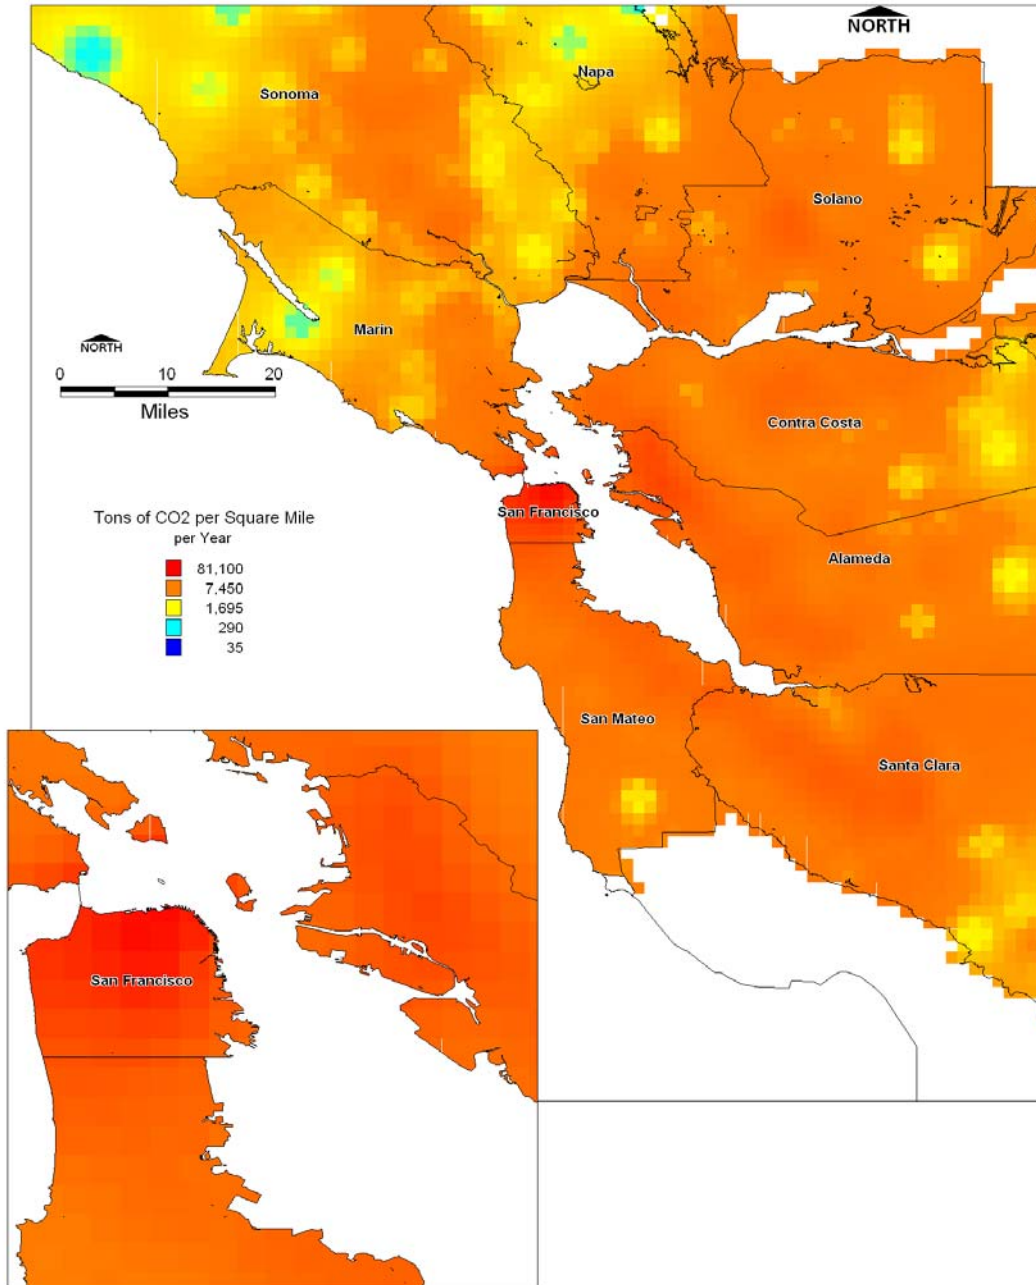 NORTH
Napa
Sonoma
Solano
Marin
NORTH
0 10 20
Miles
Contra Costa
San Francisco
Tons of CO2 per Square Mile
per Year
81,100
7,450
1,695
290
35
Alameda
San Mateo
Santa Clara
San Francisco